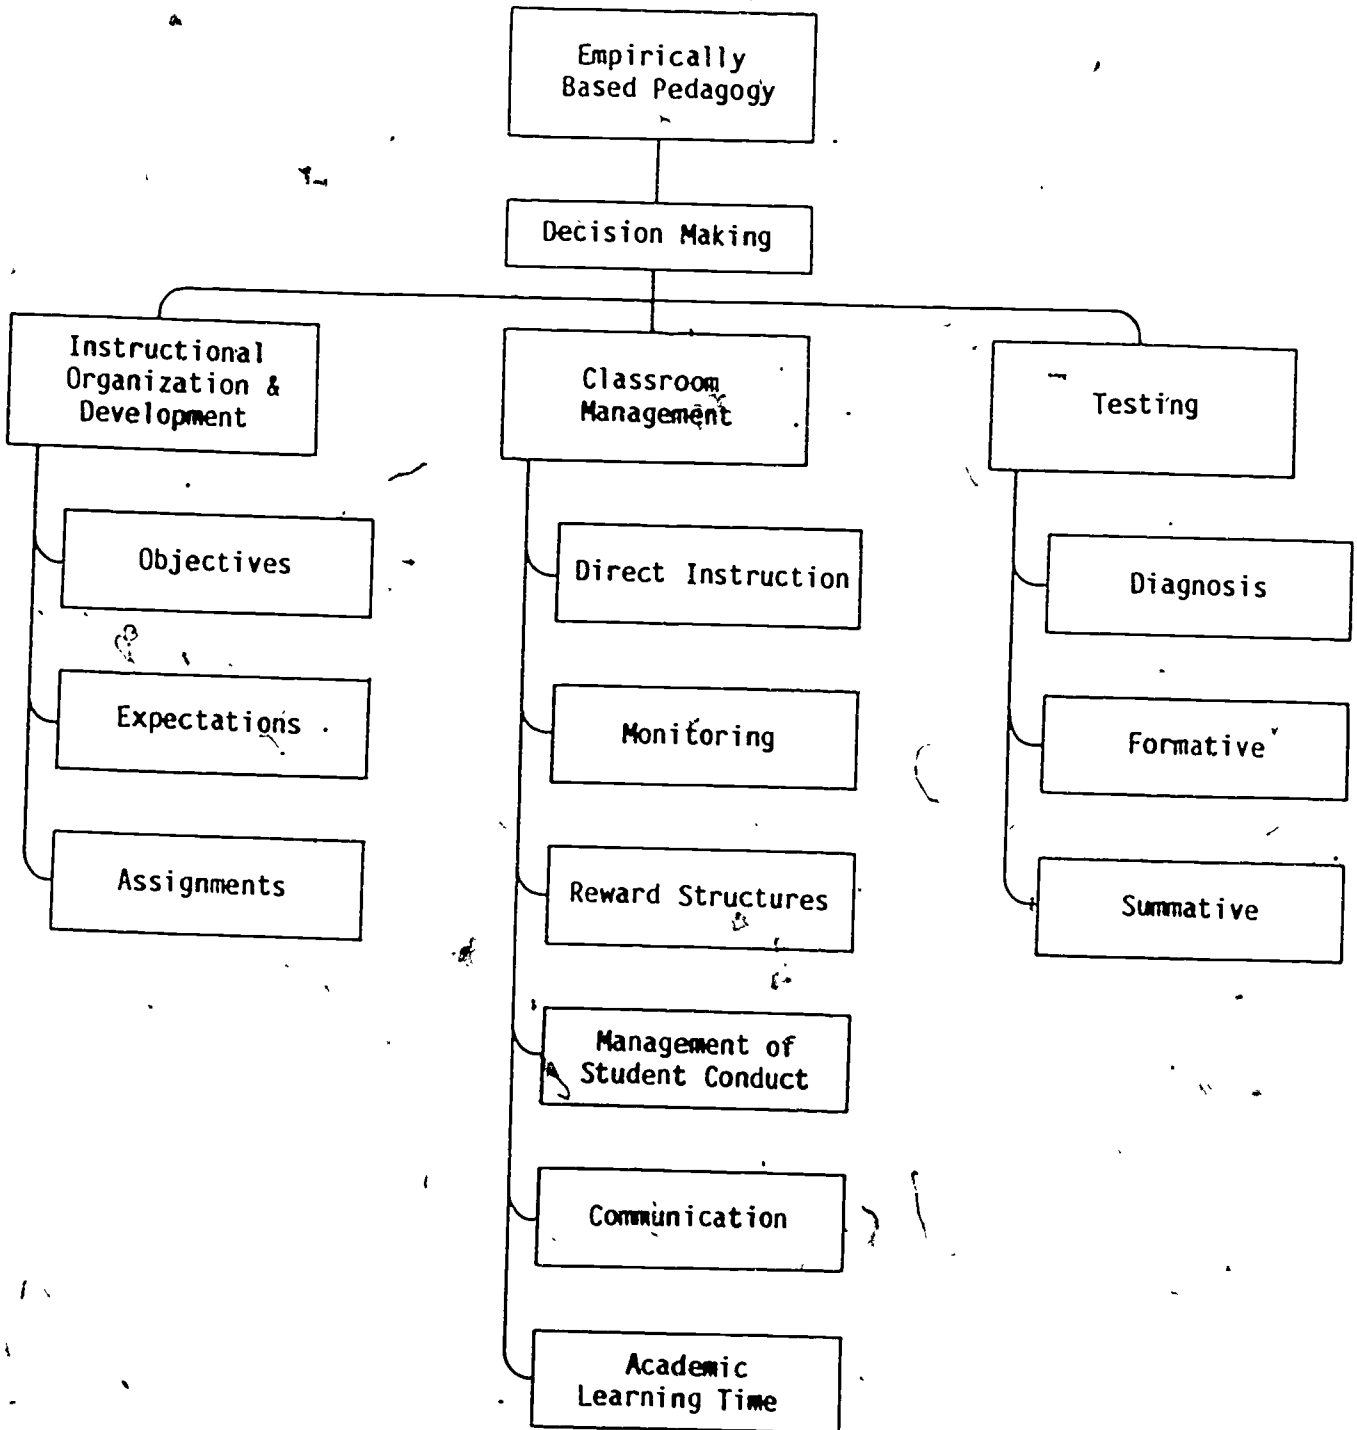 Empirically
Based Pedagogy
Decision Making
Instructional
Organization &
Development
Objectives
Expectations
Assignments
Classroom
Management
Direct Instruction
Monitoring
Reward Structures
Management of
Student Conduct
Communication
Academic
Learning Time
Testing
Diagnosis
Formative
Summative